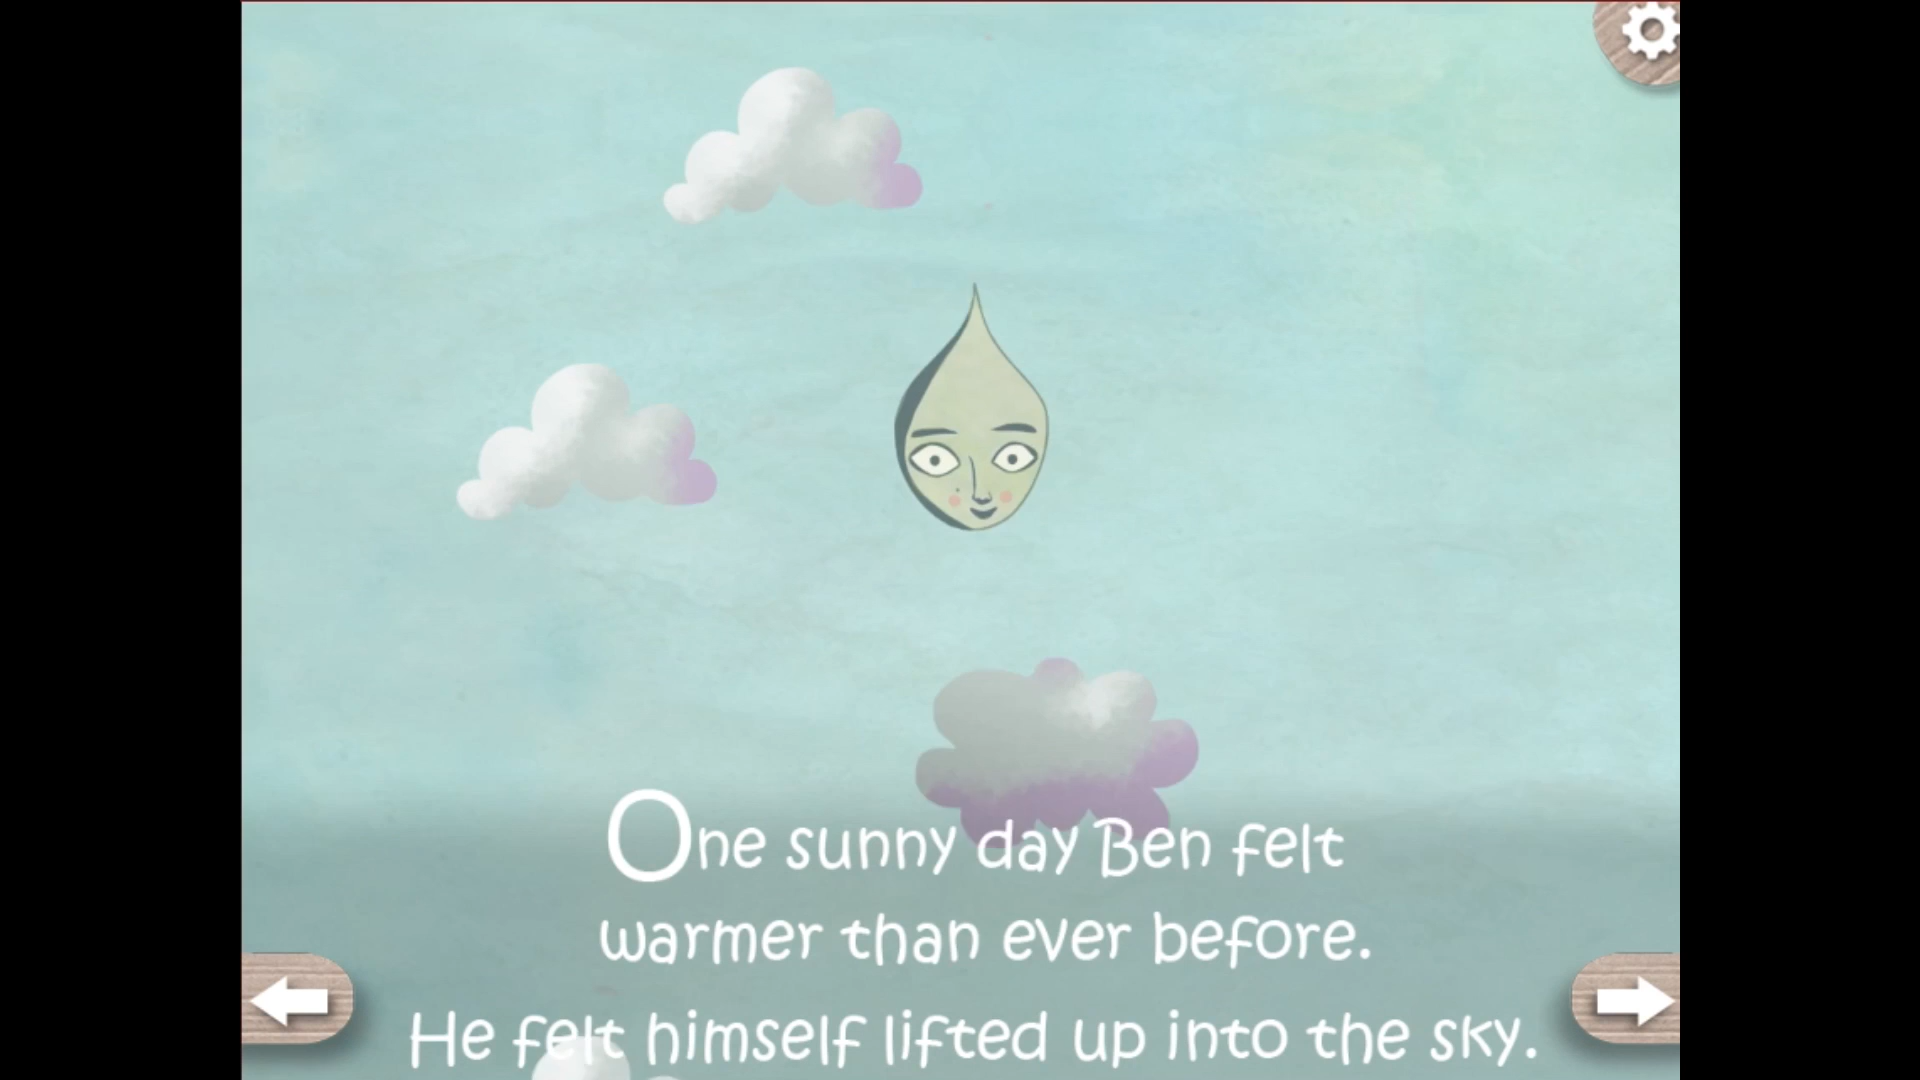 One sunny day Ben felt
warmer than ever before.
He felt himself lifted up into the sky.